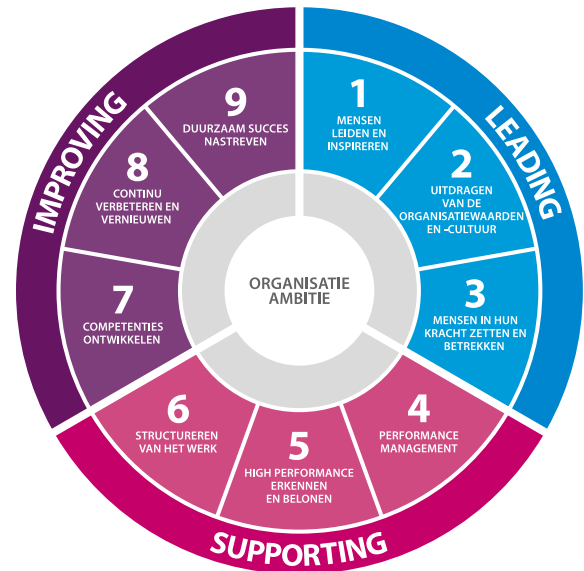 LEADING
1
MENSEN
LEIDEN EN
INSPIREREN
2
UITDRAGEN
VAN DE
ORGANISATIEWAARDEN
EN -CULTUUR
3
MENSEN IN HUN
KRACHT ZETTEN EN
BETREKKEN
SUPPORTING
4
PERFORMANCE
MANAGEMENT
5
HIGH PERFORMANCE
ERKENNEN
EN BELONEN
6
STRUCTUREREN
VAN HET WERK
IMPROVING
7
COMPETENTIES
ONTWIKKELEN
8
CONTINU
VERBETEREN EN
VERNIEUWEN
9
DUURZAAM SUCCES
NASTREVEN
ORGANISATIE
AMBITIE